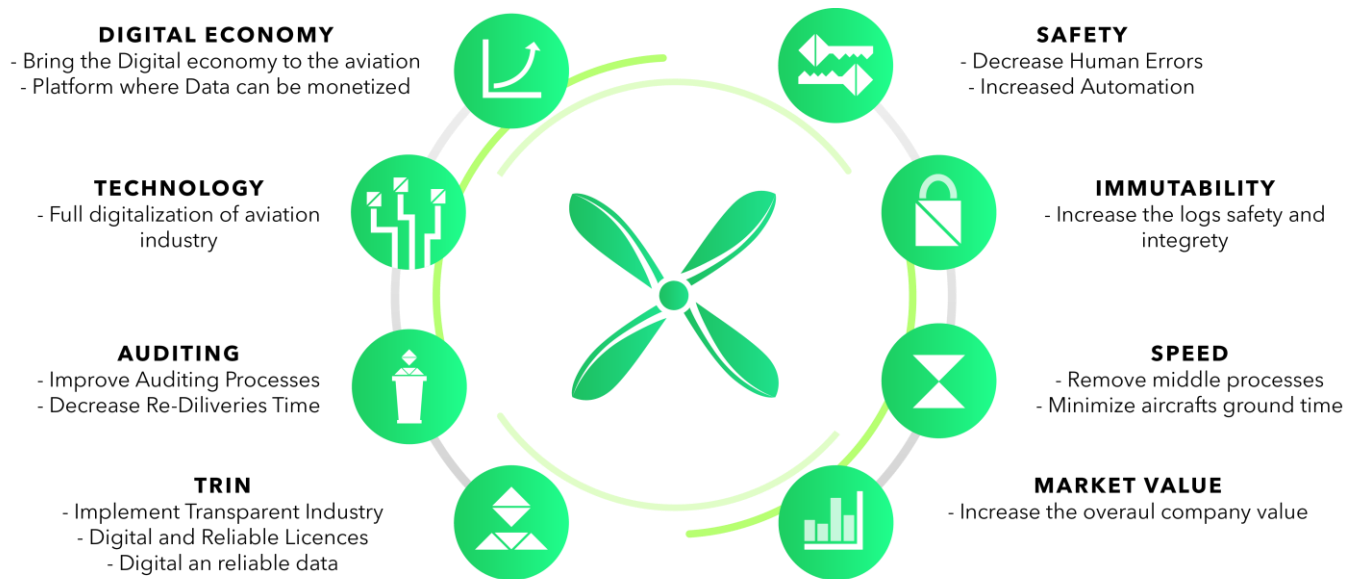 DIGITAL ECONOMY
- Bring the Digital economy to the aviation
- Platform where Data can be monetized
TECHNOLOGY
- Full digitalization of aviation
industry
AUDITING
- Improve Auditing Processes
- Decrease Re-Diliveries Time
TRIN
- Implement Transparent Industry
- Digital and Reliable Licences
- Digital an reliable data
SAFETY
- Decrease Human Errors
- Increased Automation
IMMUTABILITY
- Increase the logs safety and
integrety
SPEED
- Remove middle processes
- Minimize aircrafts ground time
MARKET VALUE
- Increase the overaul company value